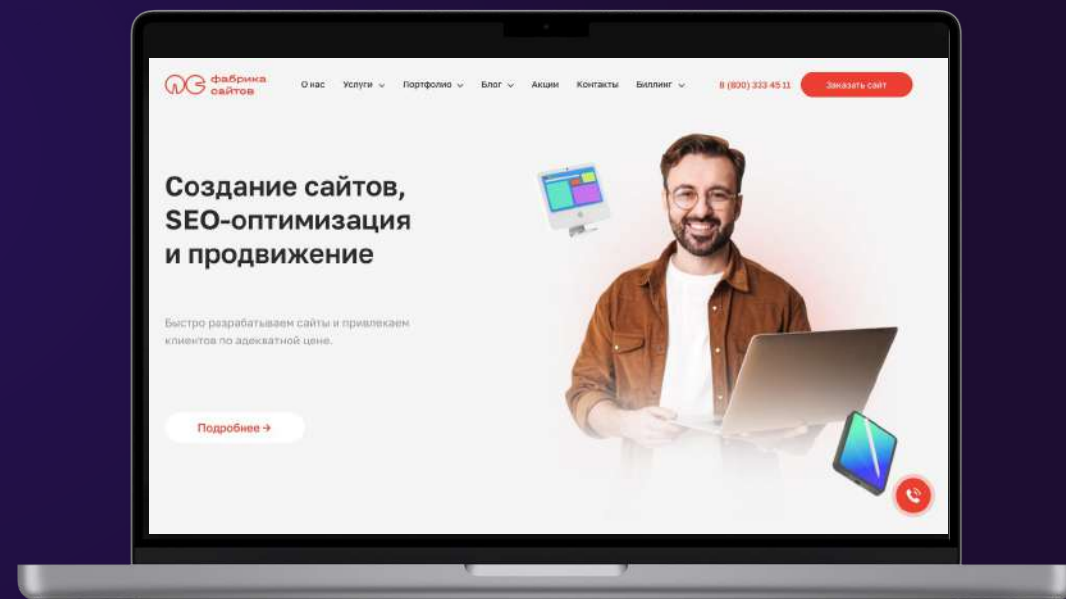 фабрика
сайтов
О нас Услуги Портфолио Блог Акции Контакты Биллинг 8 (800) 333 45 11 Заказать сайт
Создание сайтов,
SEO-оптимизация
и продвижение
Быстро разрабатываем сайты и привлекаем
клиентов по адекватной цене.
Подробнее →